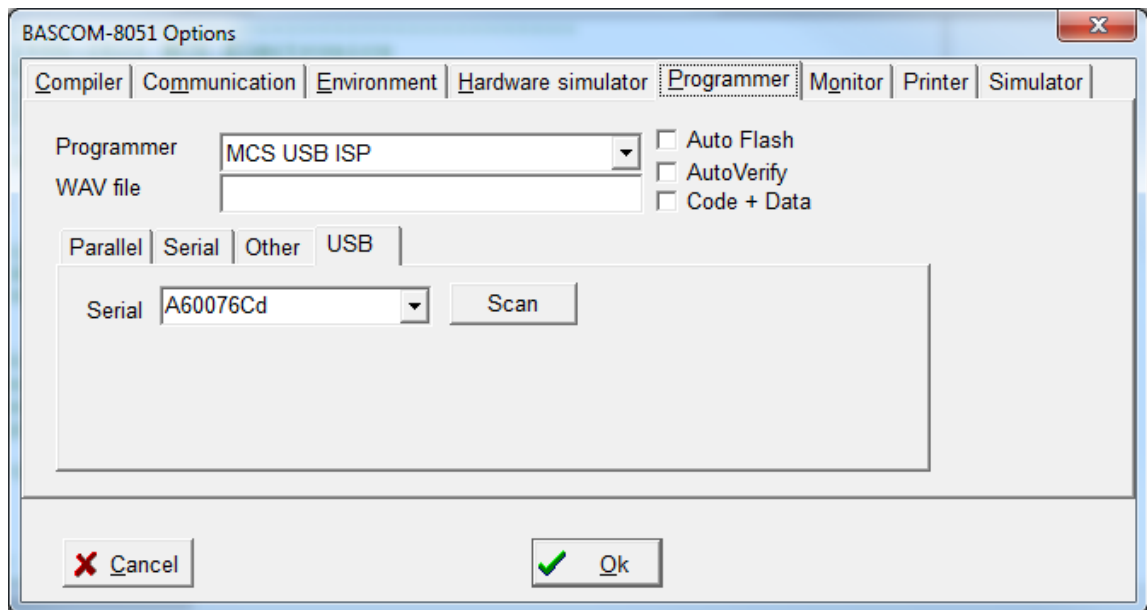 BASCOM-8051 Options
Compiler Communication Environment Hardware simulator Programmer Monitor Printer Simulator
Programmer MCS USB ISP Auto Flash
AutoVerify
WAV file Code + Data
Parallel Serial Other USB
Serial A60076Cd Scan
Cancel Ok